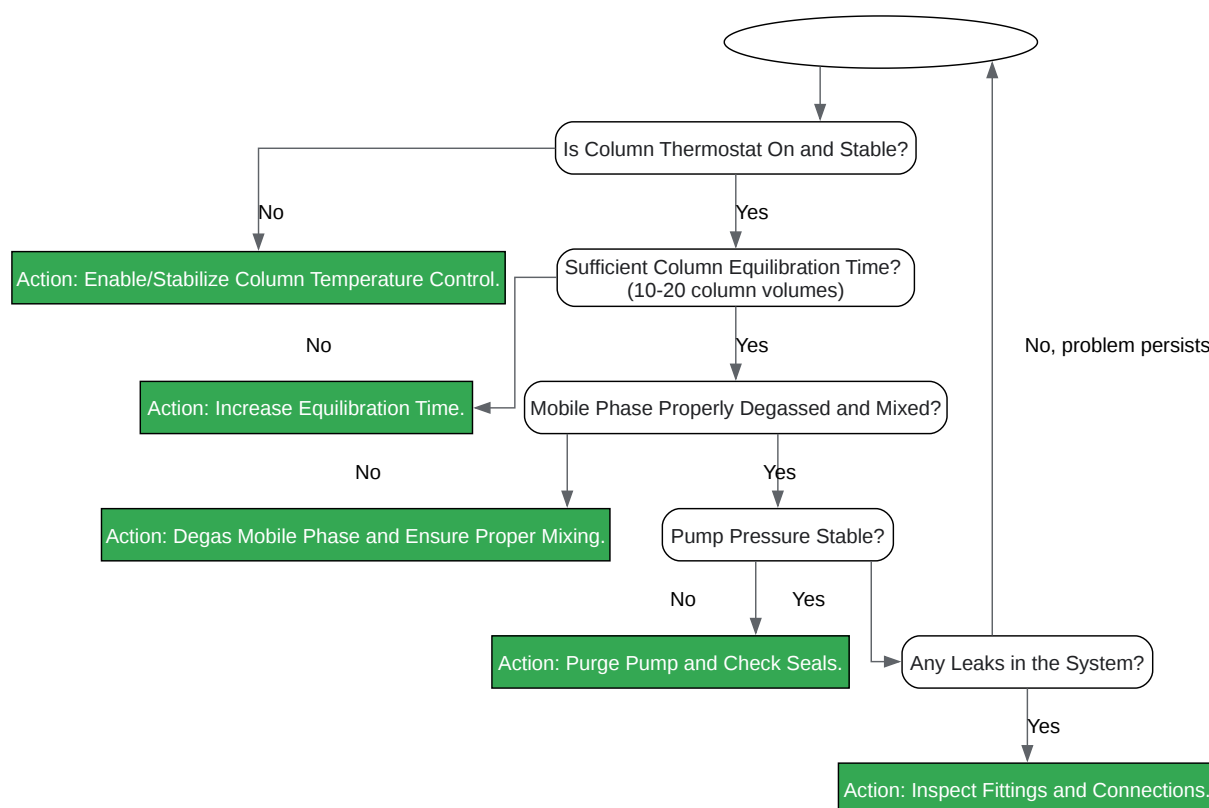 Is Column Thermostat On and Stable?
No
Yes
Action: Enable/Stabilize Column Temperature Control.
Sufficient Column Equilibration Time?
(10-20 column volumes)
No
Yes
No, problem persists
Action: Increase Equilibration Time.
Mobile Phase Properly Degassed and Mixed?
No
Yes
Action: Degas Mobile Phase and Ensure Proper Mixing.
Pump Pressure Stable?
No
Yes
Action: Purge Pump and Check Seals.
Any Leaks in the System?
Yes
Action: Inspect Fittings and Connections.